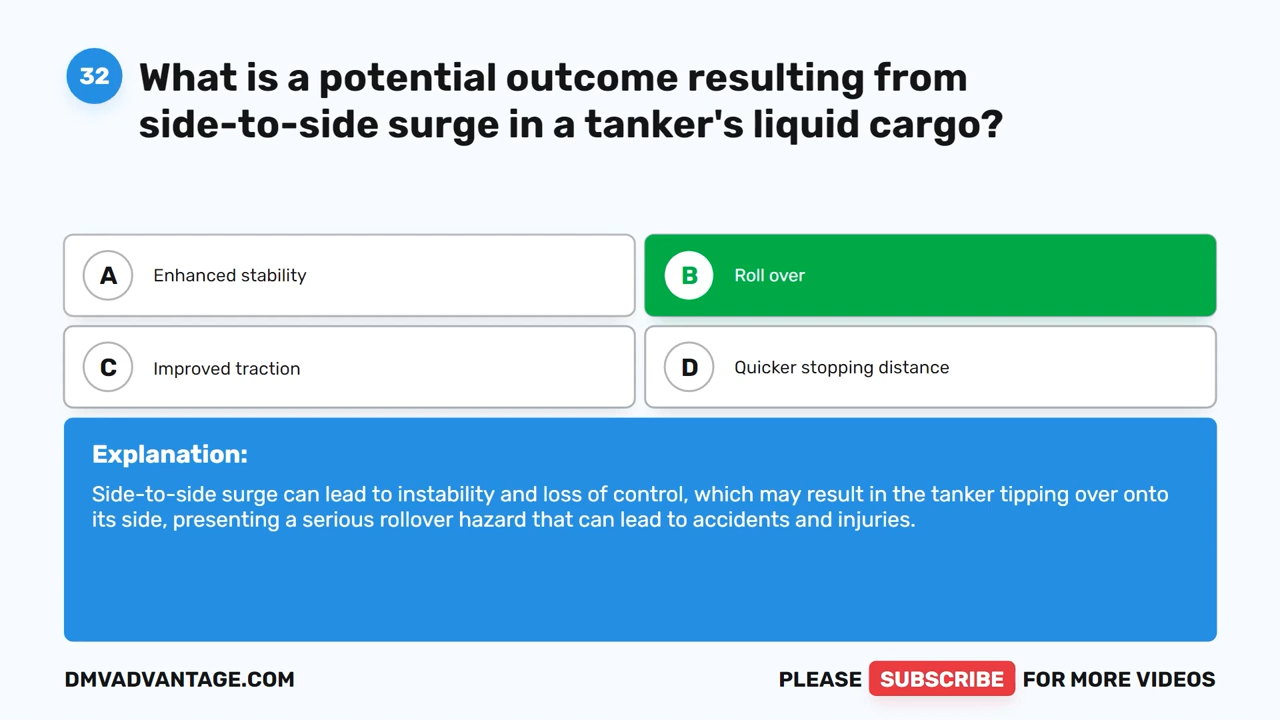 32
What is a potential outcome resulting from
side-to-side surge in a tanker's liquid cargo?
A Enhanced stability
B Roll over
C Improved traction
D Quicker stopping distance
Explanation:
Side-to-side surge can lead to instability and loss of control, which may result in the tanker tipping over onto
its side, presenting a serious rollover hazard that can lead to accidents and injuries.
DMVADVANTAGE.COM
PLEASE SUBSCRIBE FOR MORE VIDEOS